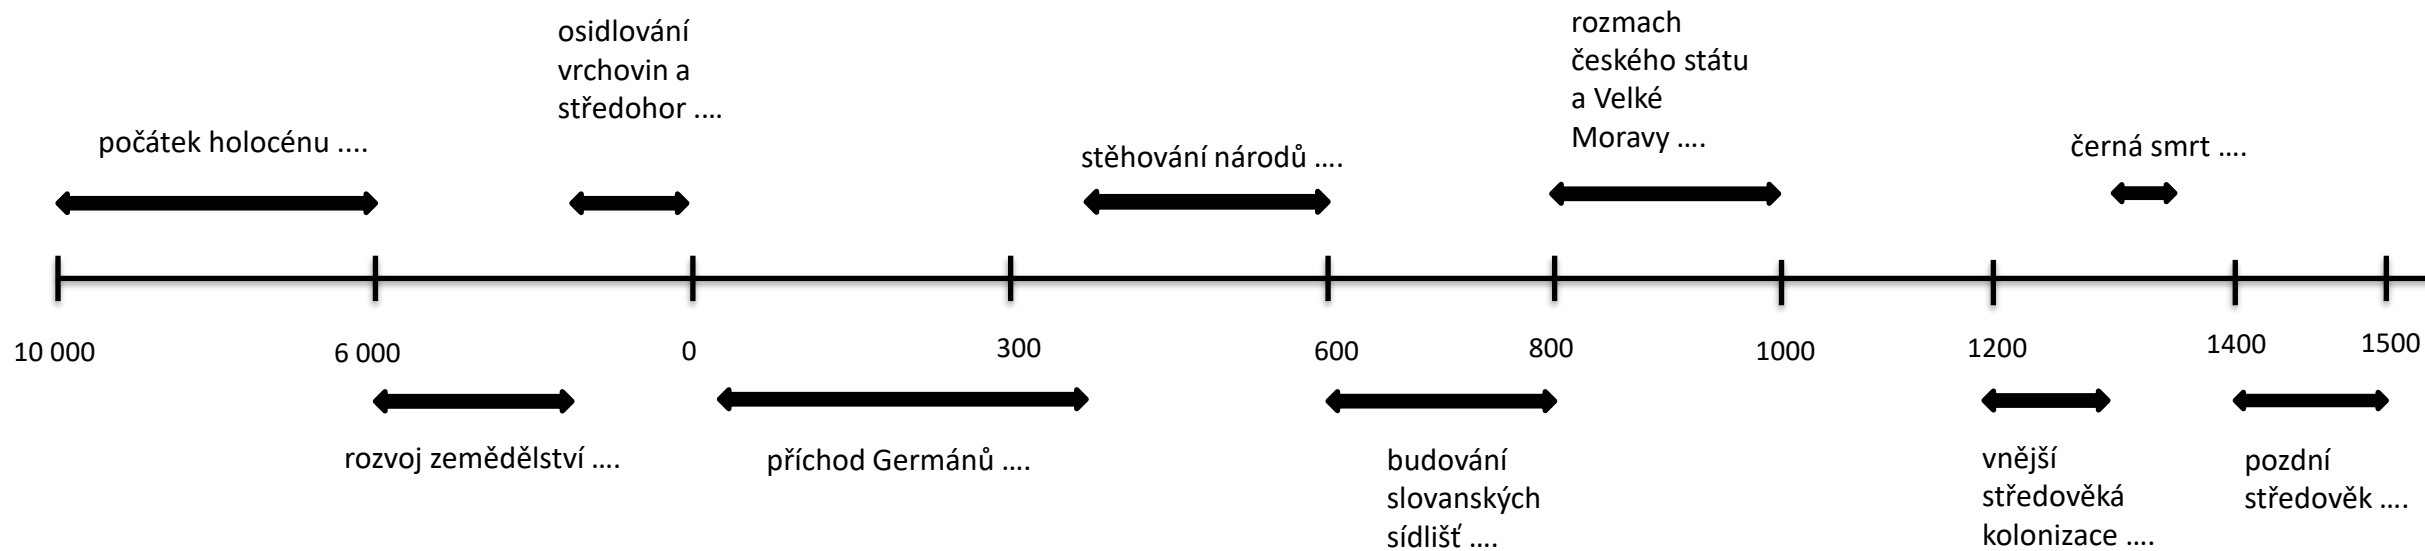 osidlování
vrchovin a
středohor ....
rozmach
českého státu
a Velké
Moravy ....
počátek holocénu ....
stěhování národů ....
černá smrt ....
10 000
6 000
0
300
600
800
1000
1200
1400
1500
rozvoj zemědělství ....
příchod Germánů ....
budování
slovanských
sídlišť ....
vnější
středověká
kolonizace ....
pozdní
středověk ....